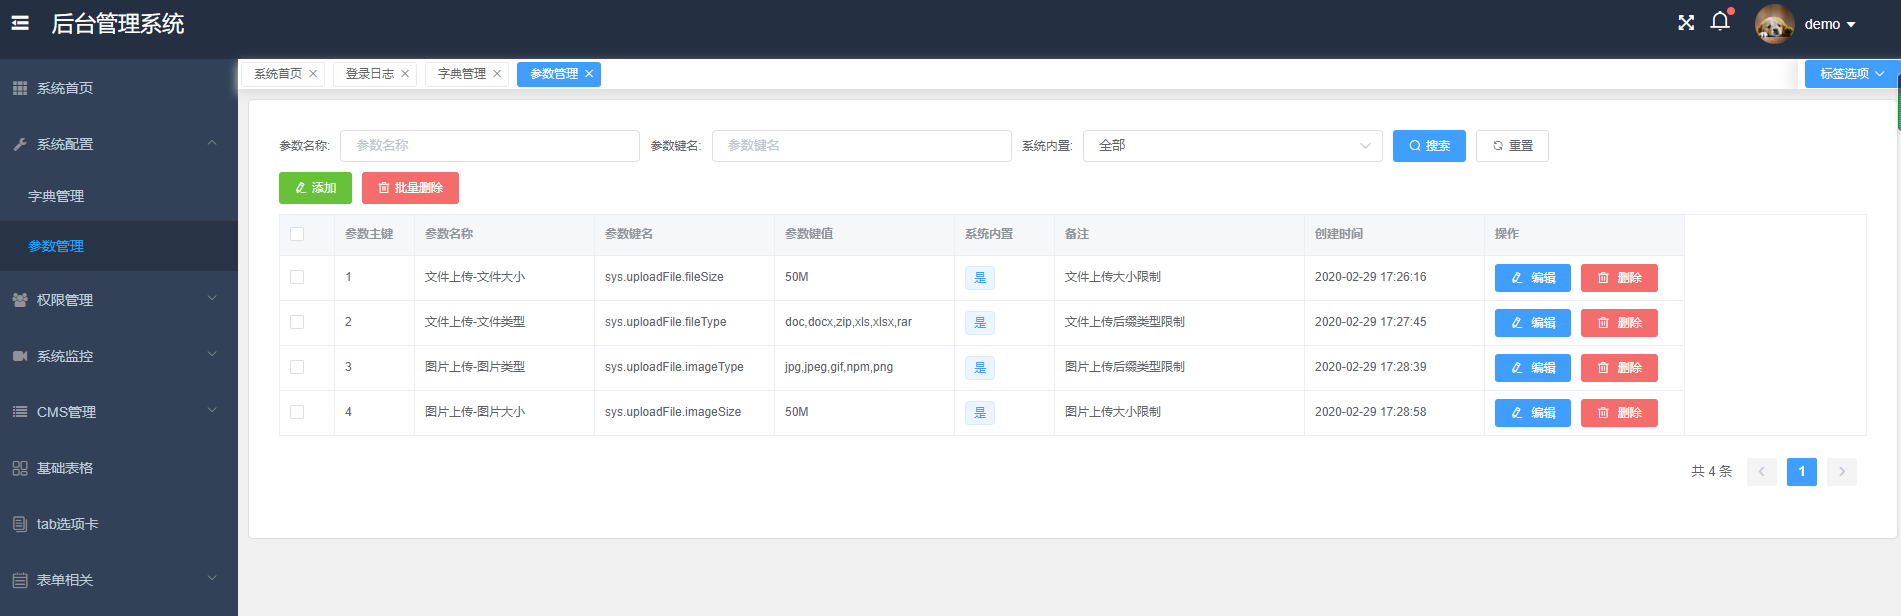 后台管理系统
demo
系统首页
系统配置
字典管理
参数管理
权限管理
系统监控
CMS管理
基础表格
tab选项卡
表单相关
系统首页 登录日志 字典管理 参数管理 标签选项
参数名称: 参数名称 参数键名: 参数键名 系统内置: 全部 搜索 重置
添加 批量删除
参数主键 参数名称 参数键名 参数键值 系统内置 备注 创建时间 操作
1 文件上传-文件大小 sys.uploadFile.fileSize 50M 是 文件上传大小限制 2020-02-29 17:26:16 编辑 删除
2 文件上传-文件类型 sys.uploadFile.fileType doc,docx,zip,xls,xlsx,rar 是 文件上传后缀类型限制 2020-02-29 17:27:45 编辑 删除
3 图片上传-图片类型 sys.uploadFile.imageType jpg,jpeg,gif,npm,png 是 图片上传后缀类型限制 2020-02-29 17:28:39 编辑 删除
4 图片上传-图片大小 sys.uploadFile.imageSize 50M 是 图片上传大小限制 2020-02-29 17:28:58 编辑 删除
共 4 条 1